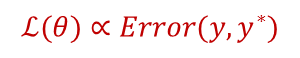 ℒ(θ) ∝ Error(y, y*)